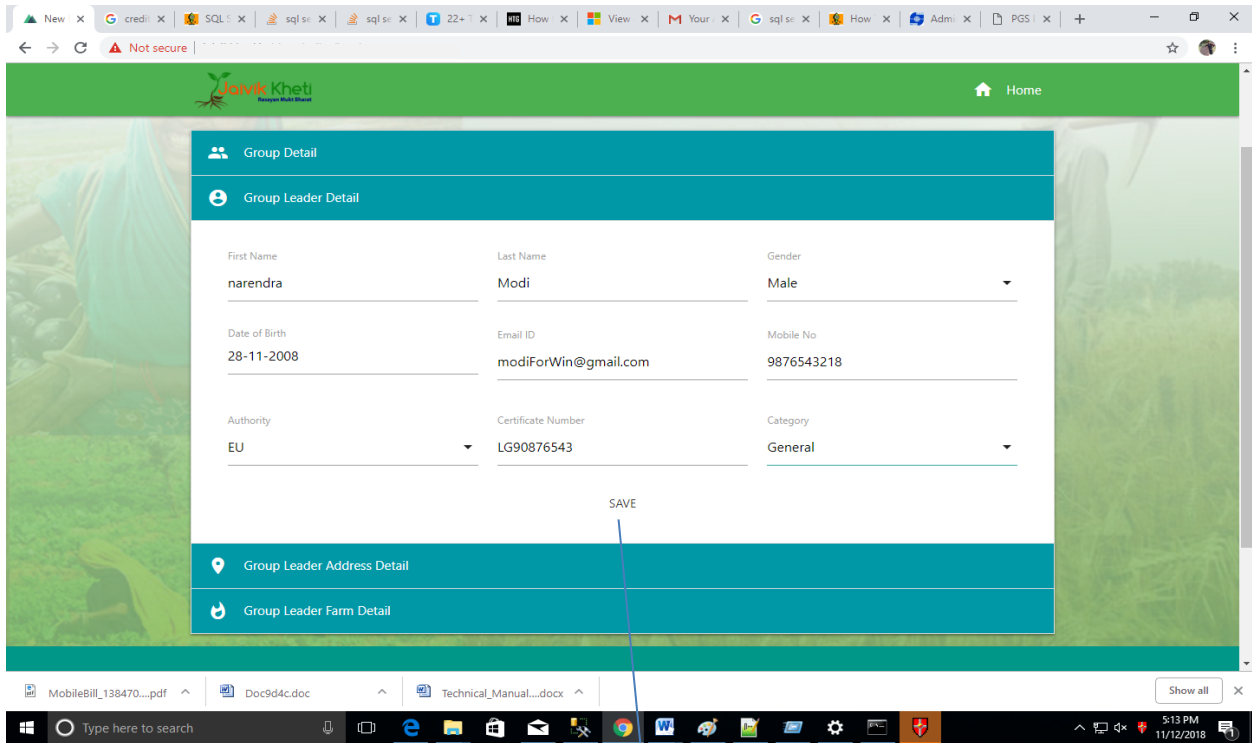 New
credit
SQL S
sql se
sql se
22+ T
How
View
Your
sql se
How
Admi
PGS
Not secure
Jaivik Kheti
Rasayan Mukt Bharat
Home
Group Detail
Group Leader Detail
First Name
Last Name
Gender
narendra
Modi
Male
Date of Birth
Email ID
Mobile No
28-11-2008
modiForWin@gmail.com
9876543218
Authority
Certificate Number
Category
EU
LG90876543
General
SAVE
Group Leader Address Detail
Group Leader Farm Detail
MobileBill_138470....pdf
Doc9d4c.doc
Technical_Manual....docx
Show all
Type here to search
5:13 PM
11/12/2018